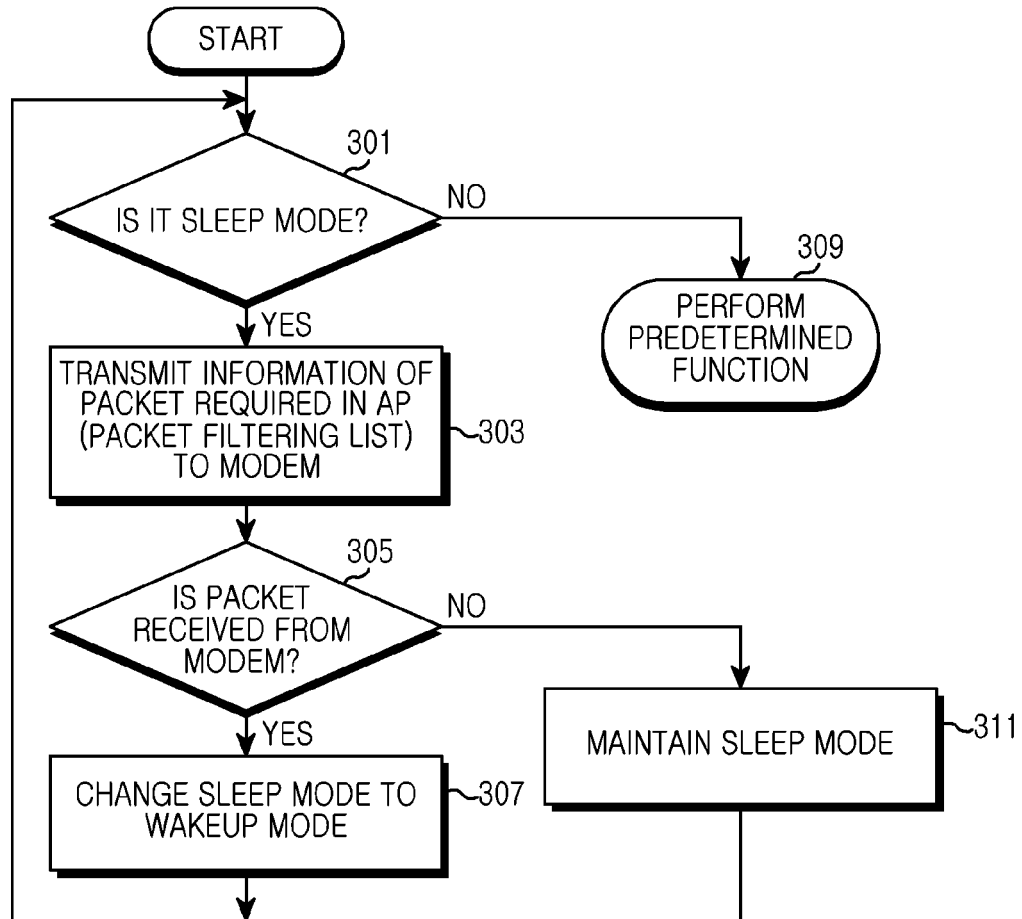 START
301
IS IT SLEEP MODE?
NO
309
PERFORM
PREDETERMINED
FUNCTION
YES
TRANSMIT INFORMATION OF
PACKET REQUIRED IN AP
(PACKET FILTERING LIST)
TO MODEM
303
305
IS PACKET
RECEIVED FROM
MODEM?
NO
YES
MAINTAIN SLEEP MODE
311
CHANGE SLEEP MODE TO
WAKEUP MODE
307